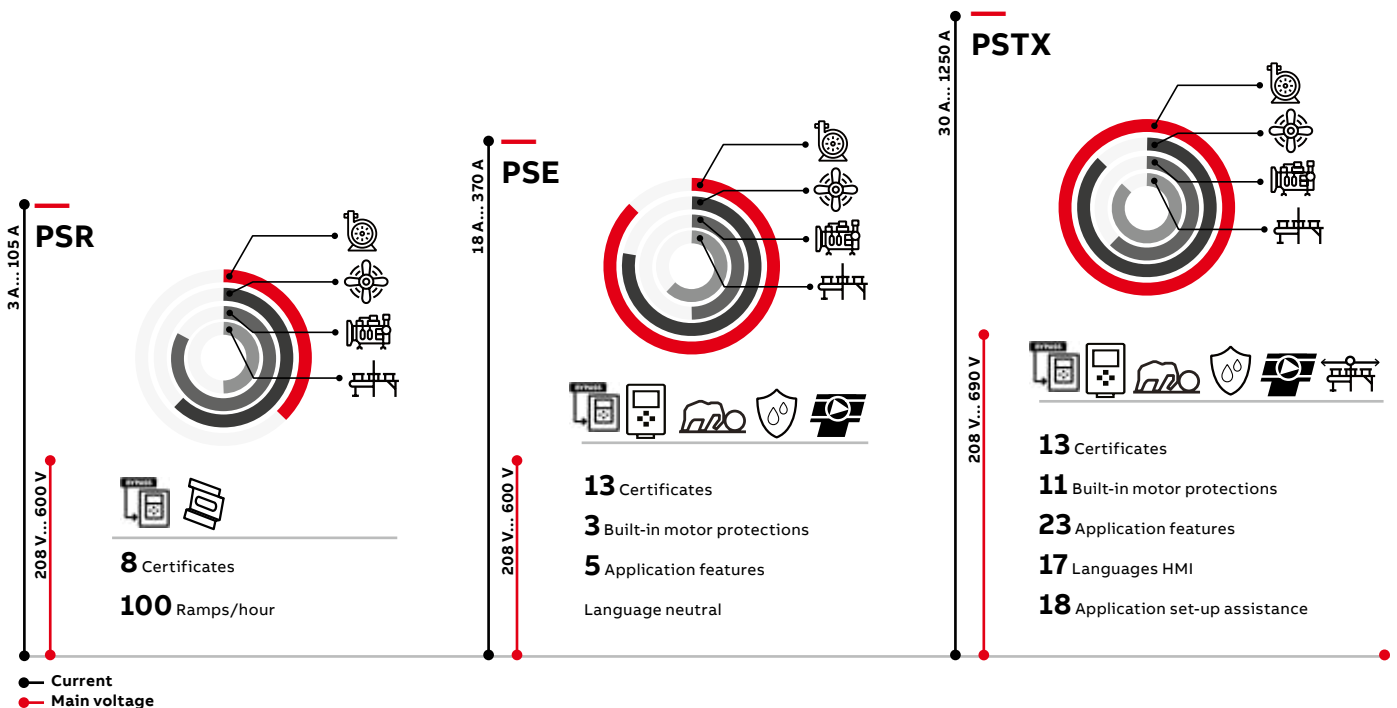 PSR
3 A... 105 A
208 V... 600 V
BYPASS
8 Certificates
100 Ramps/hour
PSE
18 A... 370 A
208 V... 600 V
BYPASS
13 Certificates
3 Built-in motor protections
5 Application features
Language neutral
PSTX
30 A... 1250 A
208 V... 690 V
BYPASS
13 Certificates
11 Built-in motor protections
23 Application features
17 Languages HMI
18 Application set-up assistance
Current
Main voltage